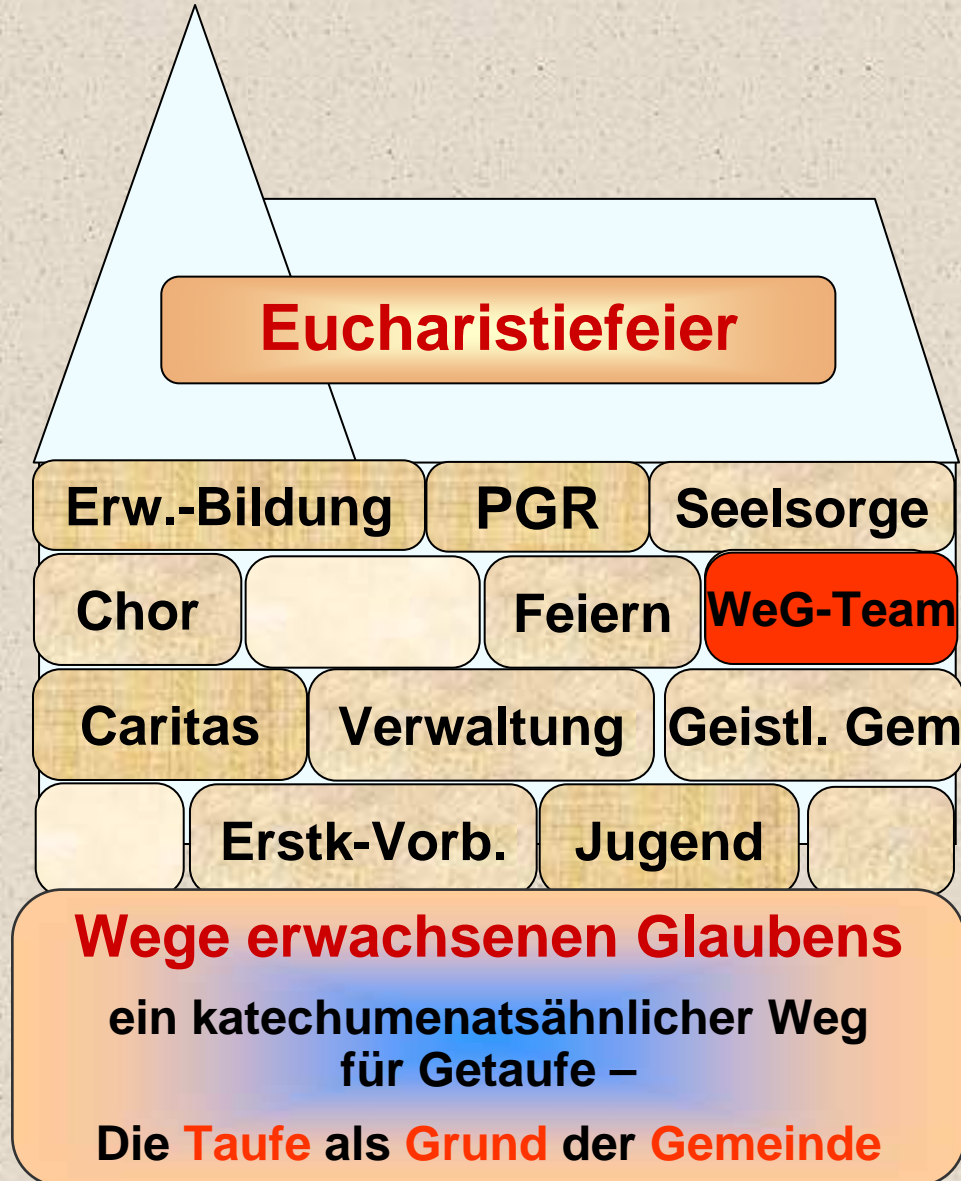 Eucharistiefeier
Erw.-Bildung PGR Seelsorge
Chor Feiern WeG-Team
Caritas Verwaltung Geistl. Gem
Erstk-Vorb. Jugend
Wege erwachsenen Glaubens
ein katechumenatsähnlicher Weg
für Getaufe –
Die Taufe als Grund der Gemeinde